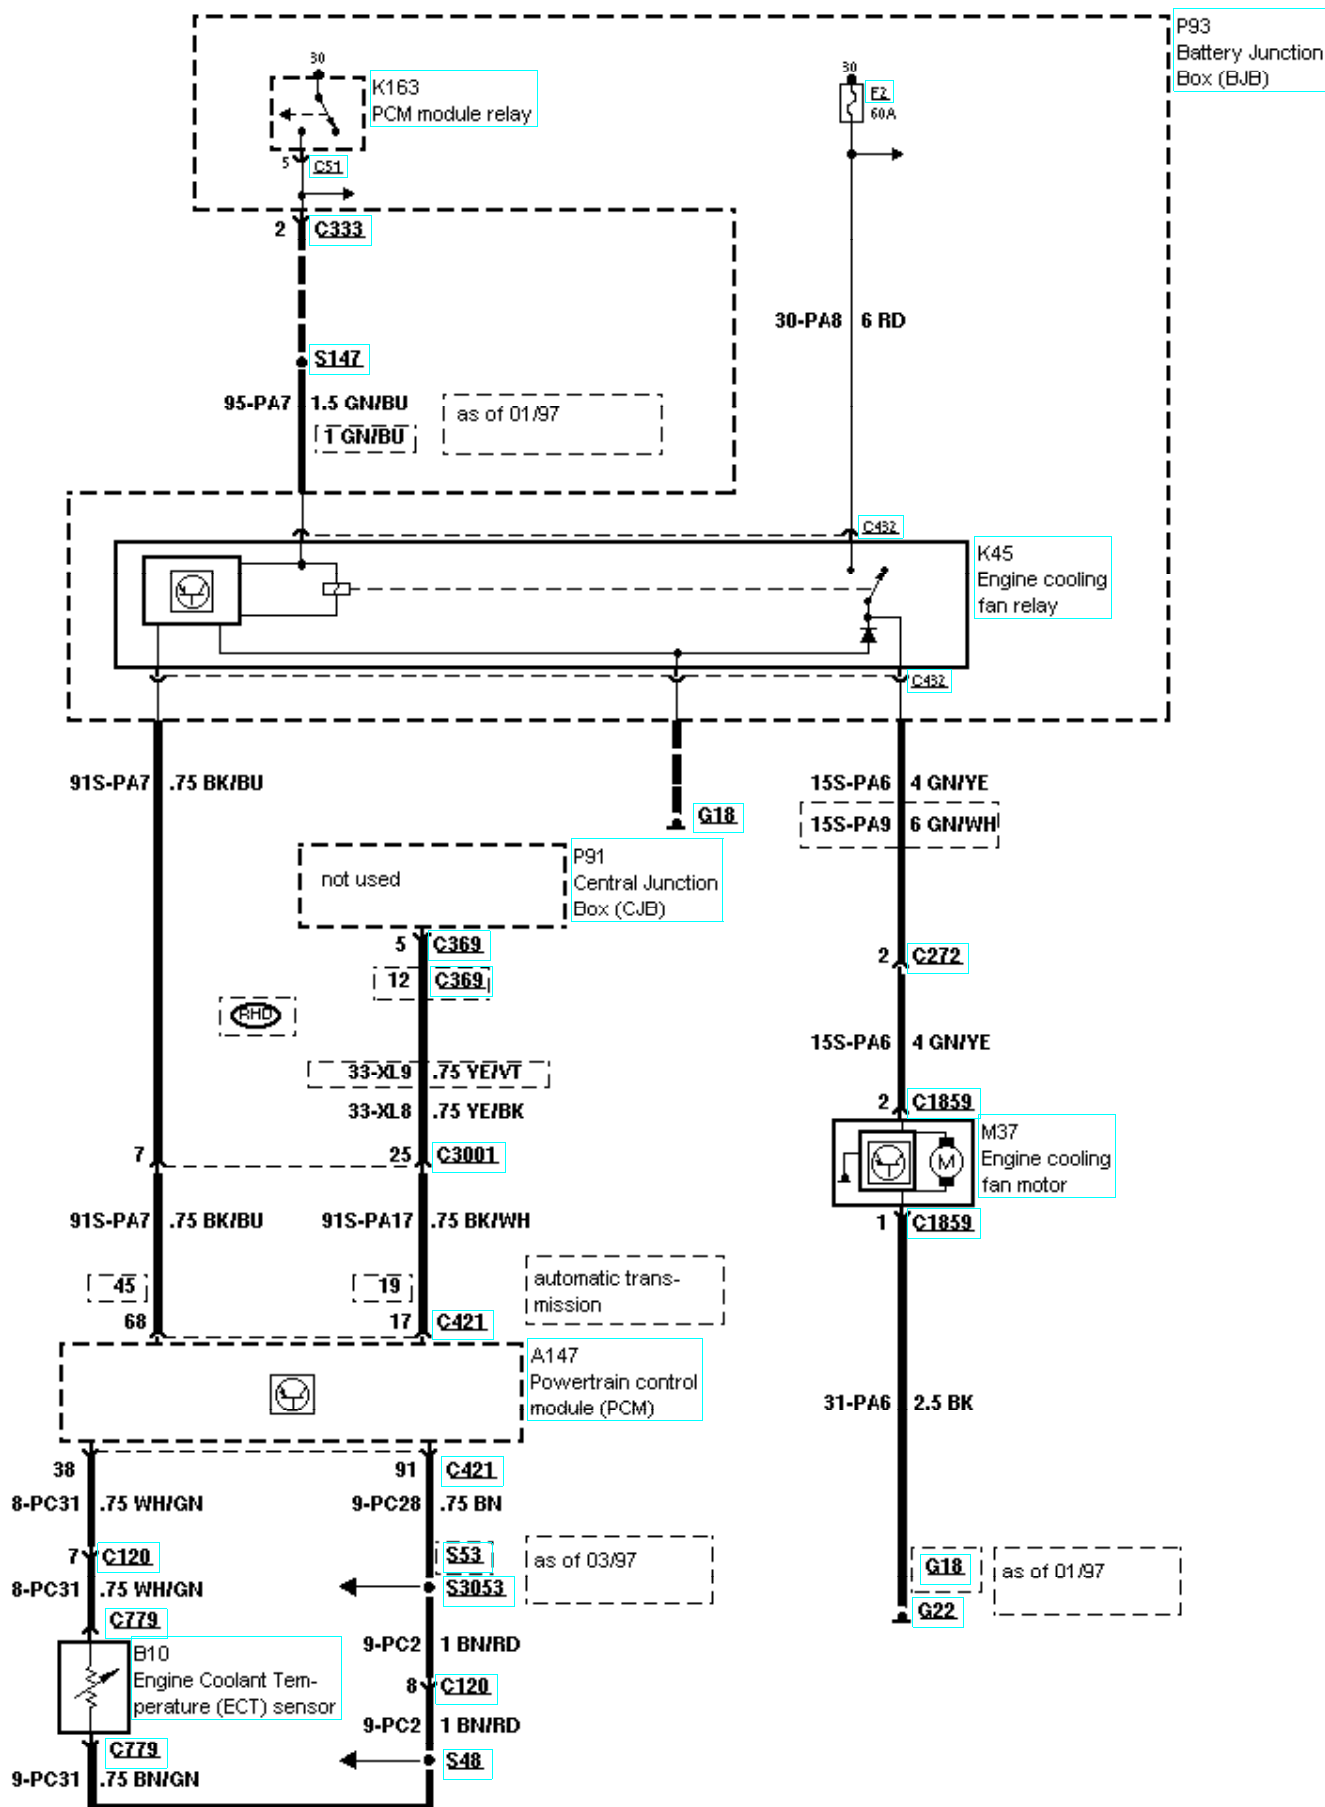 P93
Battery Junction
Box (BJB)
30
K163
PCM module relay
30
F2
60A
5 C51
2 C333
30-PA8 6 RD
S147
95-PA7 1.5 GN/BU
1 GN/BU
as of 01/97
C432
K45
Engine cooling
fan relay
C432
91S-PA7 .75 BK/BU
15S-PA6 4 GN/YE
G18
15S-PA9 6 GN/WH
not used
P91
Central Junction
Box (CJB)
5 C369
2 C272
12 C369
RHD
15S-PA6 4 GN/YE
33-XL9 .75 YE/VT
33-XL8 .75 YE/BK
2 C1859
M37
Engine cooling
fan motor
M
7
25 C3001
91S-PA7 .75 BK/BU
91S-PA17 .75 BK/WH
1 C1859
45
19
automatic trans-
mission
68
17 C421
A147
Powertrain control
module (PCM)
31-PA6 2.5 BK
38
91 C421
8-PC31 .75 WH/GN
9-PC28 .75 BN
7 C120
S53
as of 03/97
8-PC31 .75 WH/GN
S3053
G18
as of 01/97
G22
C779
9-PC2 1 BN/RD
B10
Engine Coolant Tem-
perature (ECT) sensor
8 C120
9-PC2 1 BN/RD
C779
S48
9-PC31 .75 BN/GN